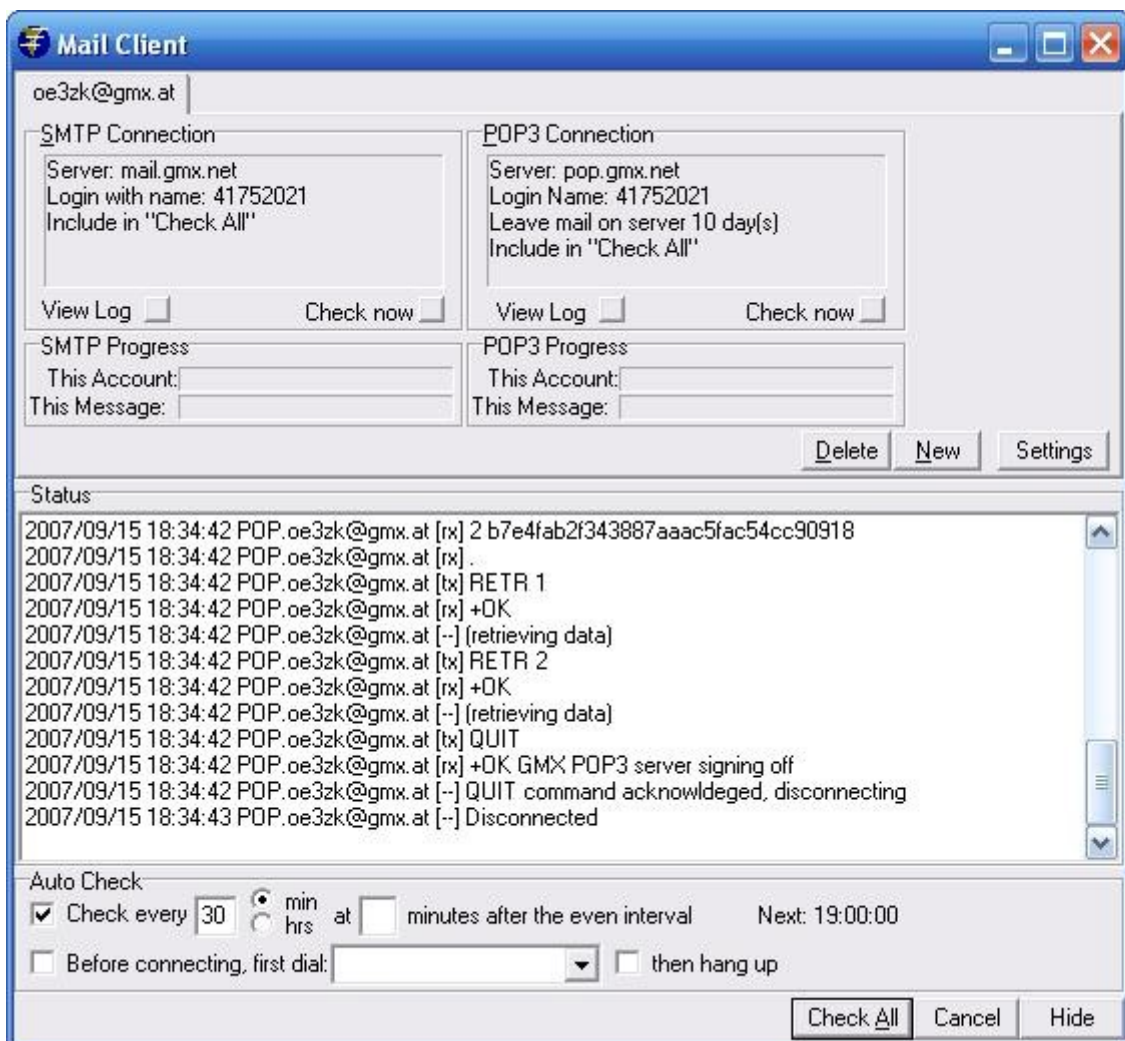 Mail Client
oe3zk@gmx.at
SMTP Connection
Server: mail.gmx.net
Login with name: 41752021
Include in "Check All"
View Log
Check now
POP3 Connection
Server: pop.gmx.net
Login Name: 41752021
Leave mail on server 10 day(s)
Include in "Check All"
View Log
Check now
SMTP Progress
This Account:
This Message:
POP3 Progress
This Account:
This Message:
Delete
New
Settings
Status
2007/09/15 18:34:42 POP.oe3zk@gmx.at [rx] 2 b7e4fab2f343887aaac5fac54cc90918
2007/09/15 18:34:42 POP.oe3zk@gmx.at [rx] .
2007/09/15 18:34:42 POP.oe3zk@gmx.at [tx] RETR 1
2007/09/15 18:34:42 POP.oe3zk@gmx.at [rx] +OK
2007/09/15 18:34:42 POP.oe3zk@gmx.at [--] (retrieving data)
2007/09/15 18:34:42 POP.oe3zk@gmx.at [tx] RETR 2
2007/09/15 18:34:42 POP.oe3zk@gmx.at [rx] +OK
2007/09/15 18:34:42 POP.oe3zk@gmx.at [--] (retrieving data)
2007/09/15 18:34:42 POP.oe3zk@gmx.at [tx] QUIT
2007/09/15 18:34:42 POP.oe3zk@gmx.at [rx] +OK GMX POP3 server signing off
2007/09/15 18:34:42 POP.oe3zk@gmx.at [--] QUIT command acknowldeged, disconnecting
2007/09/15 18:34:43 POP.oe3zk@gmx.at [--] Disconnected
Auto Check
Check every 30 min hrs at minutes after the even interval Next: 19:00:00
Before connecting, first dial: then hang up
Check All
Cancel
Hide